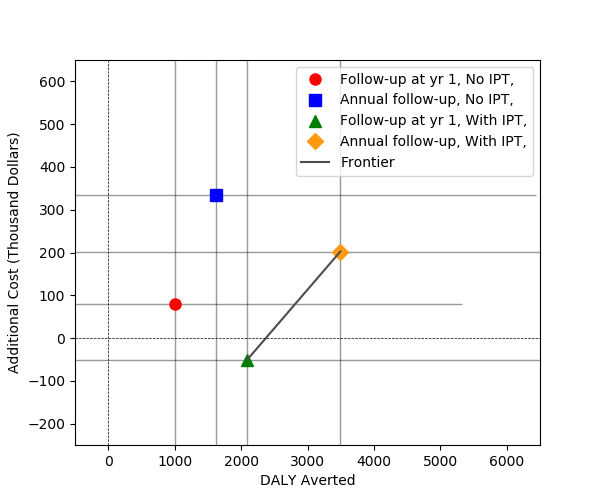 Follow-up at yr 1, No IPT,
Annual follow-up, No IPT,
Follow-up at yr 1, With IPT,
Annual follow-up, With IPT,
Frontier
Additional Cost (Thousand Dollars)
600
500
400
300
200
100
0
−100
−200
0 1000 2000 3000 4000 5000 6000
DALY Averted